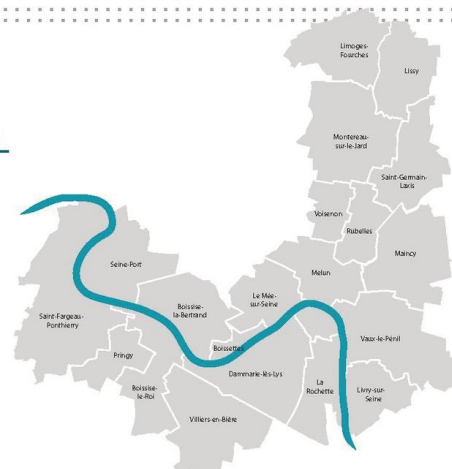 Limoges-
Fourches
Lissy
Montereau-
sur-le-Jard
Saint-Germain-
Laxis
Voisenon
Rubelles
Maincy
Seine-Port
Melun
Le Mée-
sur-Seine
Boissise-
la-Bertrand
Saint-Fargeau-
Ponthierry
Vaux-le-Pénil
Boissettes
Pringy
Dammarie-lès-Lys
Boissise-
le-Roi
La
Rochette
Livry-sur-
Seine
Villiers-en-Bière